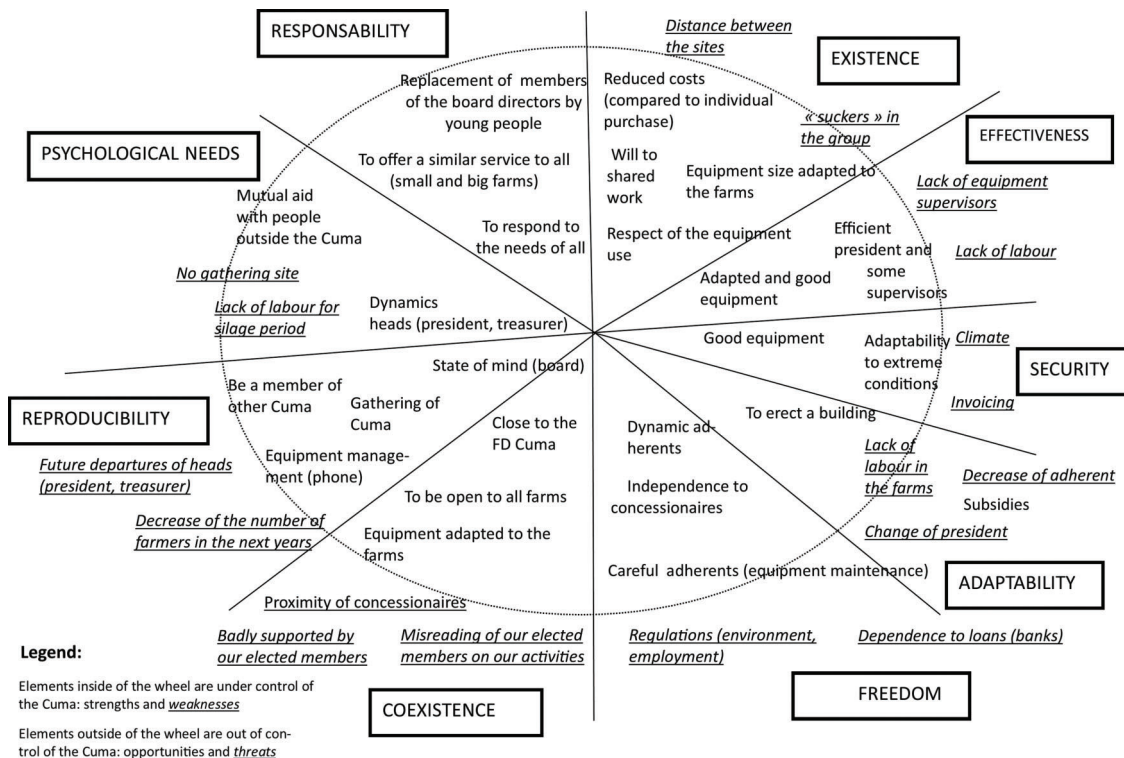 RESPONSABILITY
Distance between
the sites
EXISTENCE
Replacement of members
of the board directors by
young people
Reduced costs
(compared to individual
purchase)
« suckers » in
the group
EFFECTIVENESS
PSYCHOLOGICAL NEEDS
To offer a similar service to all
(small and big farms)
Will to
shared
work
Equipment size adapted to
the farms
Lack of equipment
supervisors
Mutual aid
with people
outside the Cuma
To respond to
the needs of all
Respect of the equipment
use
Efficient
president and
some
supervisors
Lack of labour
No gathering site
Adapted and good
equipment
Lack of labour for
silage period
Dynamics
heads (president, treasurer)
Good equipment
Adaptability
to extreme
conditions
Climate
SECURITY
State of mind (board)
Be a member of
other Cuma
Gathering of
Cuma
REPRODUCIBILITY
Close to the
FD Cuma
To erect a building
Invoicing
Dynamic ad-
herents
Equipment manage-
ment (phone)
Future departures of heads
(president, treasurer)
Lack of
labour in
the farms
Decrease of adherent
Subsidies
To be open to all farms
Independence to
concessionaires
Decrease of the number of
farmers in the next years
Equipment adapted to the
farms
Change of president
Careful adherents (equipment maintenance)
ADAPTABILITY
Proximity of concessionaires
Badly supported by
our elected members
Misreading of our elected
members on our activities
Regulations (environment,
employment)
Dependence to loans (banks)
COEXISTENCE
FREEDOM
Legend:
Elements inside of the wheel are under control of
the Cuma: strengths and weaknesses
Elements outside of the wheel are out of con-
trol of the Cuma: opportunities and threats